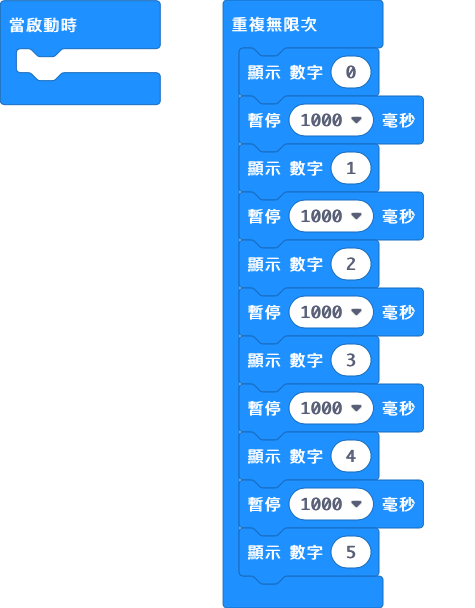 當啟動時
重複無限次
顯示 數字 0
暫停 1000 毫秒
顯示 數字 1
暫停 1000 毫秒
顯示 數字 2
暫停 1000 毫秒
顯示 數字 3
暫停 1000 毫秒
顯示 數字 4
暫停 1000 毫秒
顯示 數字 5